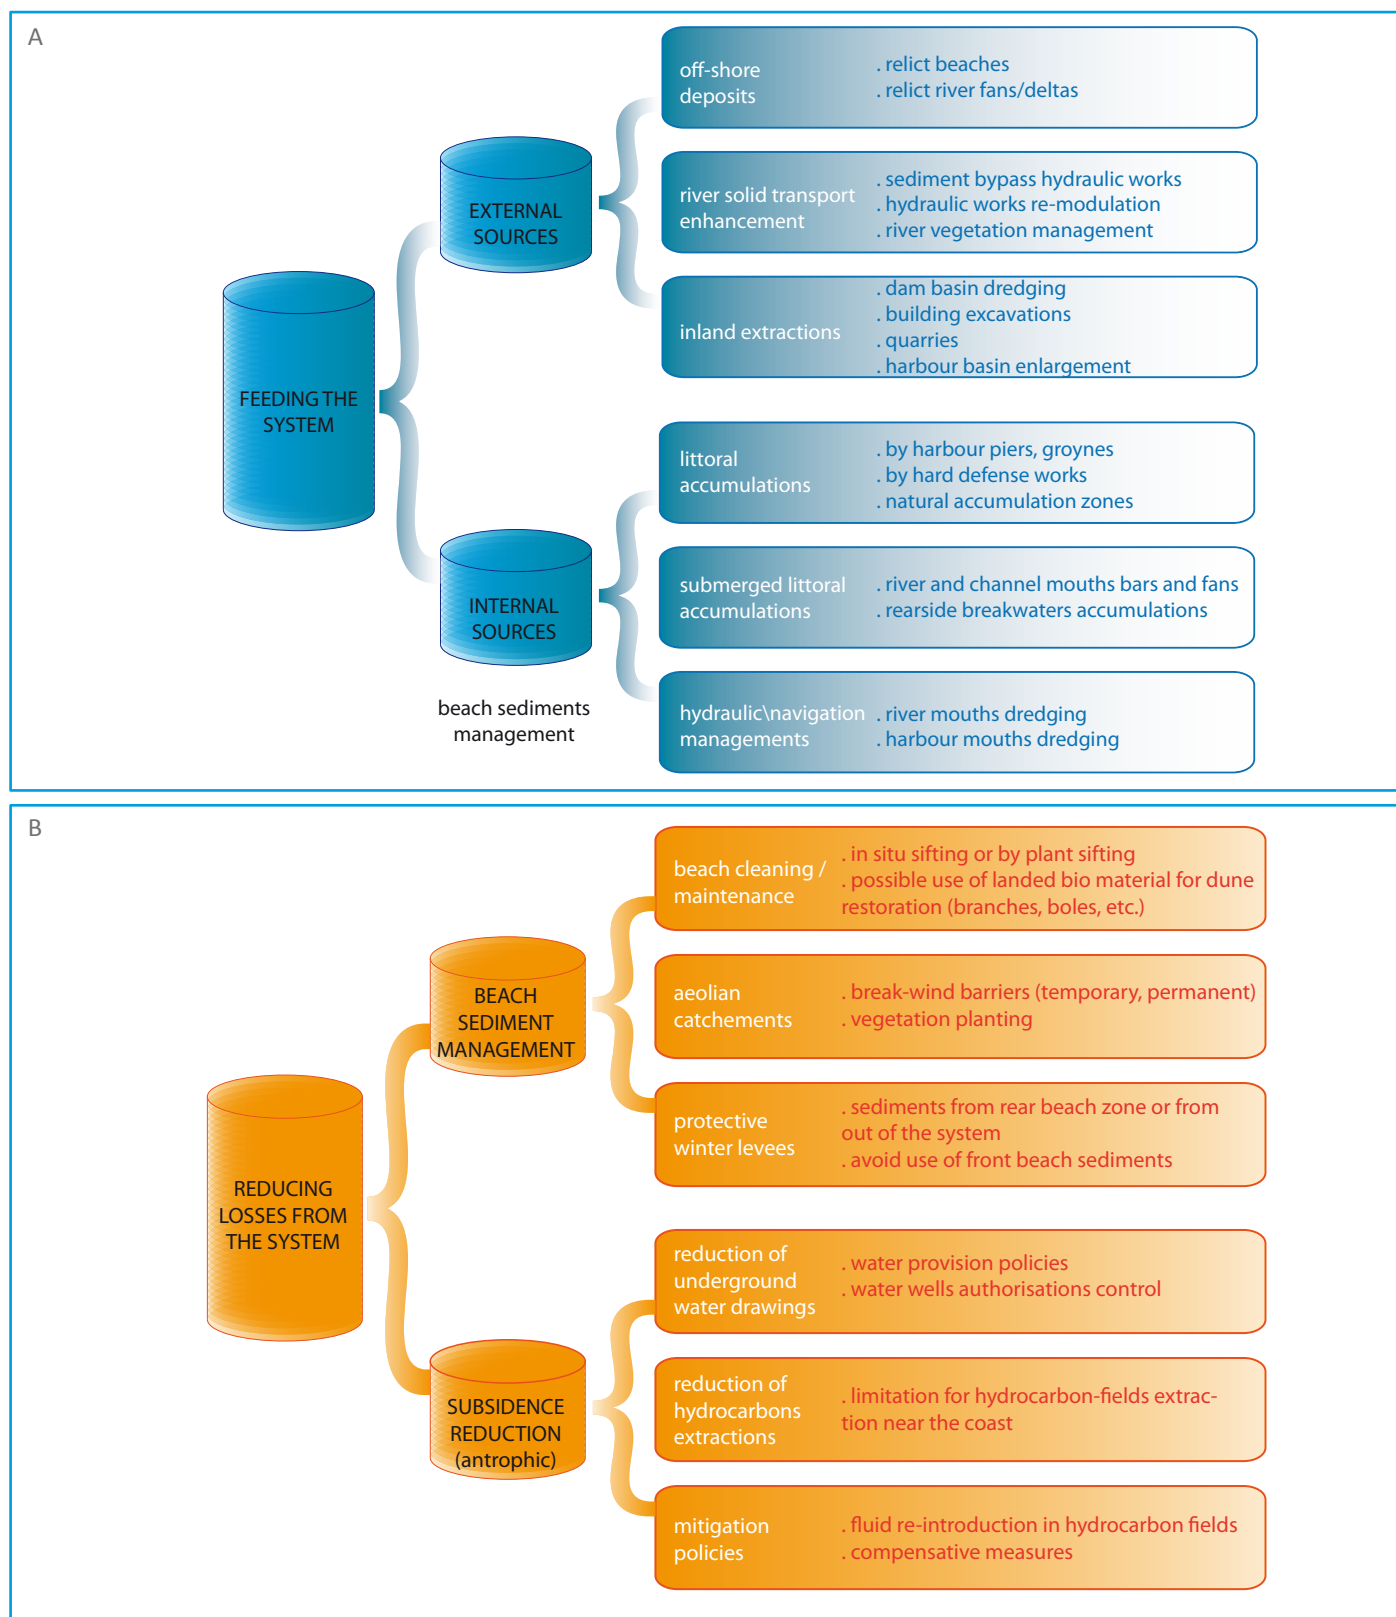 A
off-shore
deposits
. relict beaches
. relict river fans/deltas
EXTERNAL
SOURCES
river solid transport
enhancement
. sediment bypass hydraulic works
. hydraulic works re-modulation
. river vegetation management
inland extractions
. dam basin dredging
. building excavations
. quarries
. harbour basin enlargement
FEEDING THE
SYSTEM
littoral
accumulations
. by harbour piers, groynes
. by hard defense works
. natural accumulation zones
INTERNAL
SOURCES
submerged littoral
accumulations
. river and channel mouths bars and fans
. rearside breakwaters accumulations
beach sediments
management
hydraulic\navigation
managements
. river mouths dredging
. harbour mouths dredging
B
beach cleaning /
maintenance
. in situ sifting or by plant sifting
. possible use of landed bio material for dune
restoration (branches, boles, etc.)
BEACH
SEDIMENT
MANAGEMENT
aeolian
catchements
. break-wind barriers (temporary, permanent)
. vegetation planting
protective
winter levees
. sediments from rear beach zone or from
out of the system
. avoid use of front beach sediments
REDUCING
LOSSES FROM
THE SYSTEM
reduction of
underground
water drawings
. water provision policies
. water wells authorisations control
SUBSIDENCE
REDUCTION
(antrophic)
reduction of
hydrocarbons
extractions
. limitation for hydrocarbon-fields extrac-
tion near the coast
mitigation
policies
. fluid re-introduction in hydrocarbon fields
. compensative measures